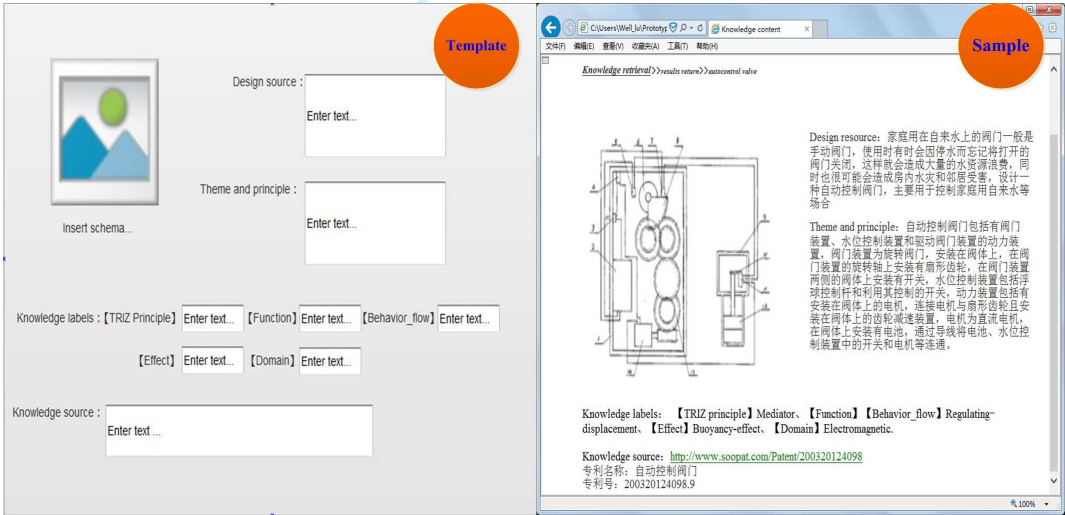 Template
Design source :
Enter text...
Theme and principle :
Enter text...
Insert schema...
Knowledge labels :【TRIZ Principle】 Enter text... 【Function】 Enter text... 【Behavior_flow】 Enter text...
【Effect】 Enter text... 【Domain】 Enter text...
Knowledge source :
Enter text ...
Sample
C:\Users\Well_lu\Prototyp
Knowledge content
文件(F) 编辑(E) 查看(V) 收藏夹(A) 工具(T) 帮助(H)
Knowledge retrieval>>results return>>autocontrol valve
Design resource：家庭用在自来水上的阀门一般是
手动阀门，使用时有时会因停水而忘记将打开的
阀门关闭，这样就会造成大量的水资源浪费，同
时也很可能会造成房内水灾和邻居受害，设计一
种自动控制阀门，主要用于控制家庭用自来水等
场合
Theme and principle：自动控制阀门包括有阀门
装置、水位控制装置和驱动阀门装置的动力装
置，阀门装置为旋转阀门，安装在阀体上，在阀
门装置的旋转轴上安装有扇形齿轮，在阀门装置
两侧的阀体上安装有开关，水位控制装置包括浮
球控制杆和利用其控制的开关，动力装置包括有
安装在阀体上的电机，连接电机与扇形齿轮且安
装在阀体上的齿轮减速装置，电机为直流电机，
在阀体上安装有电池，通过导线将电池、水位控
制装置中的开关和电机等连通。
Knowledge labels： 【TRIZ principle】Mediator、【Function】【Behavior_flow】Regulating-
displacement、【Effect】Buoyancy-effect、【Domain】Electromagnetic.
Knowledge source：http://www.soopat.com/Patent/200320124098
专利名称：自动控制阀门
专利号：200320124098.9
100%